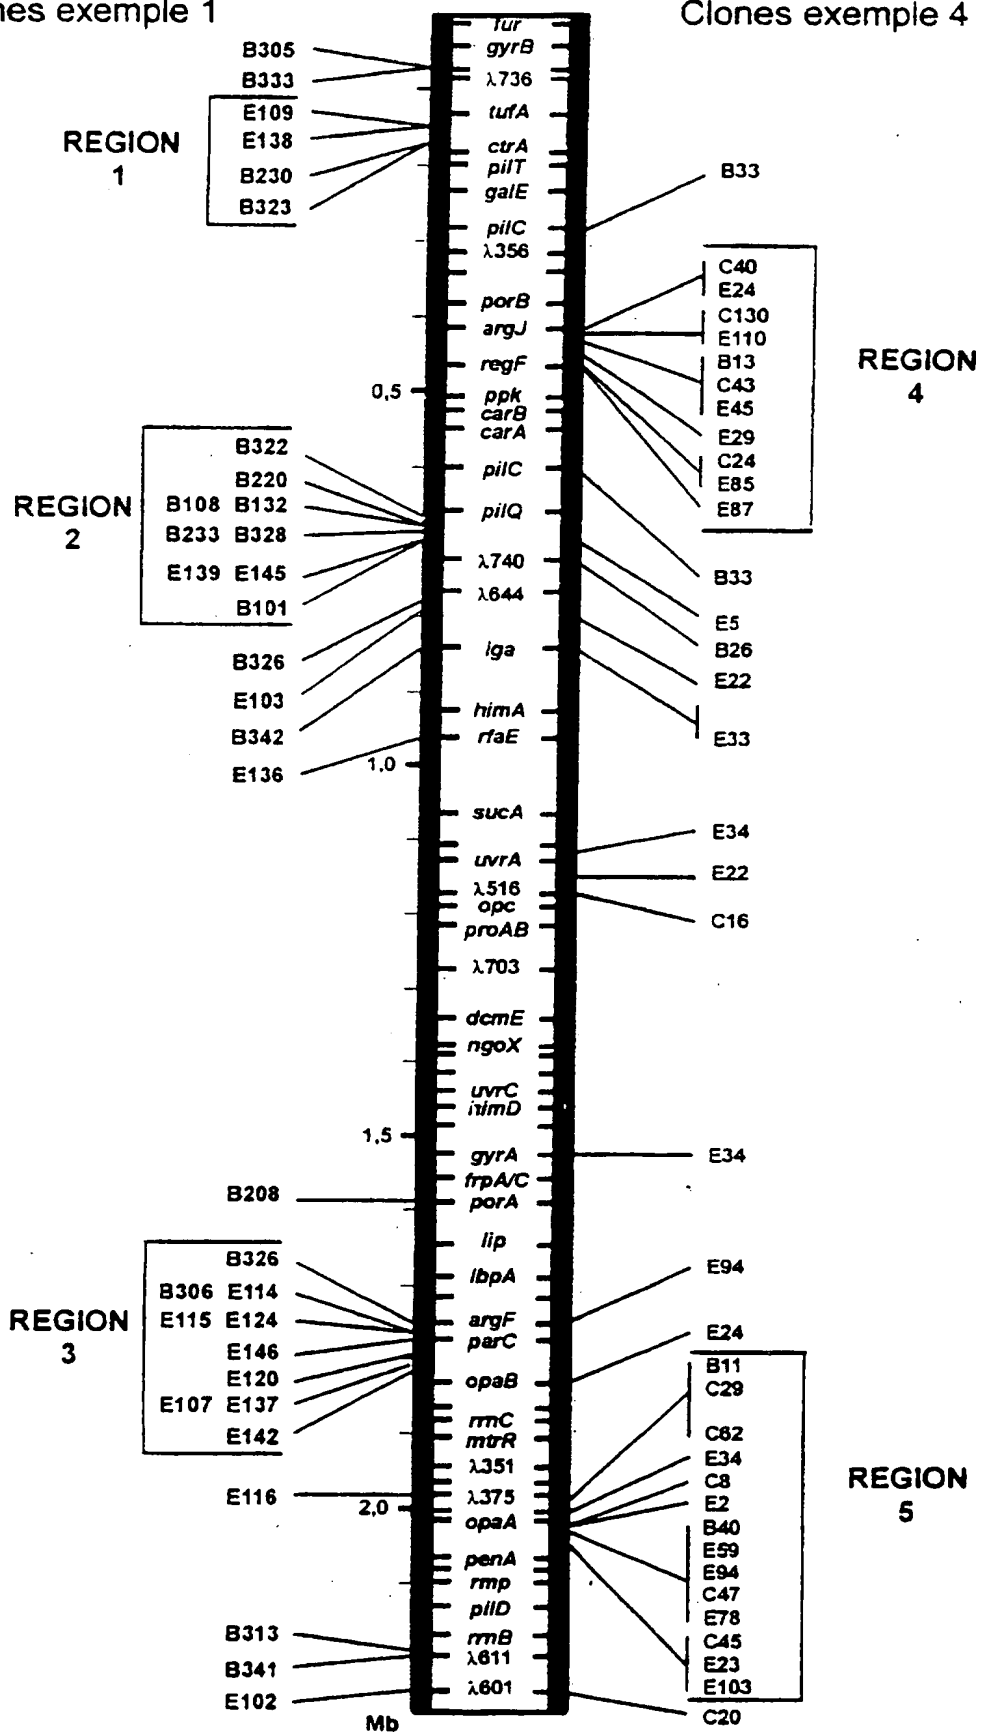 nes exemple 1
Clones exemple 4
B305
B333
REGION
1
E109
E138
B230
B323
REGION
2
B322
B220
B108 B132
B233 B328
E139 E145
B101
B326
E103
B342
E136
B208
REGION
3
B326
B306 E114
E115 E124
E146
E120
E107 E137
E142
E116
B313
B341
E102
0,5
1,0
1,5
2,0
Mb
fur
gyrB
λ736
tufA
ctrA
pilT
galE
pilC
λ356
porB
argJ
regF
ppk
carB
carA
pilC
pilQ
λ740
λ644
iga
himA
rfaE
sucA
uvrA
λ516
opc
proAB
λ703
dcmE
ngoX
uvrC
himD
gyrA
frpA/C
porA
lip
lbpA
argF
parC
opaB
rrnC
mtrR
λ351
λ375
opaA
penA
rmp
pilD
rrnB
λ611
λ601
B33
C40
E24
C130
E110
B13
C43
E45
E29
C24
E85
E87
REGION
4
B33
E5
B26
E22
E33
E34
E22
C16
E34
E94
E24
B11
C29
C62
E34
C8
E2
B40
E59
E94
C47
E78
C45
E23
E103
REGION
5
C20